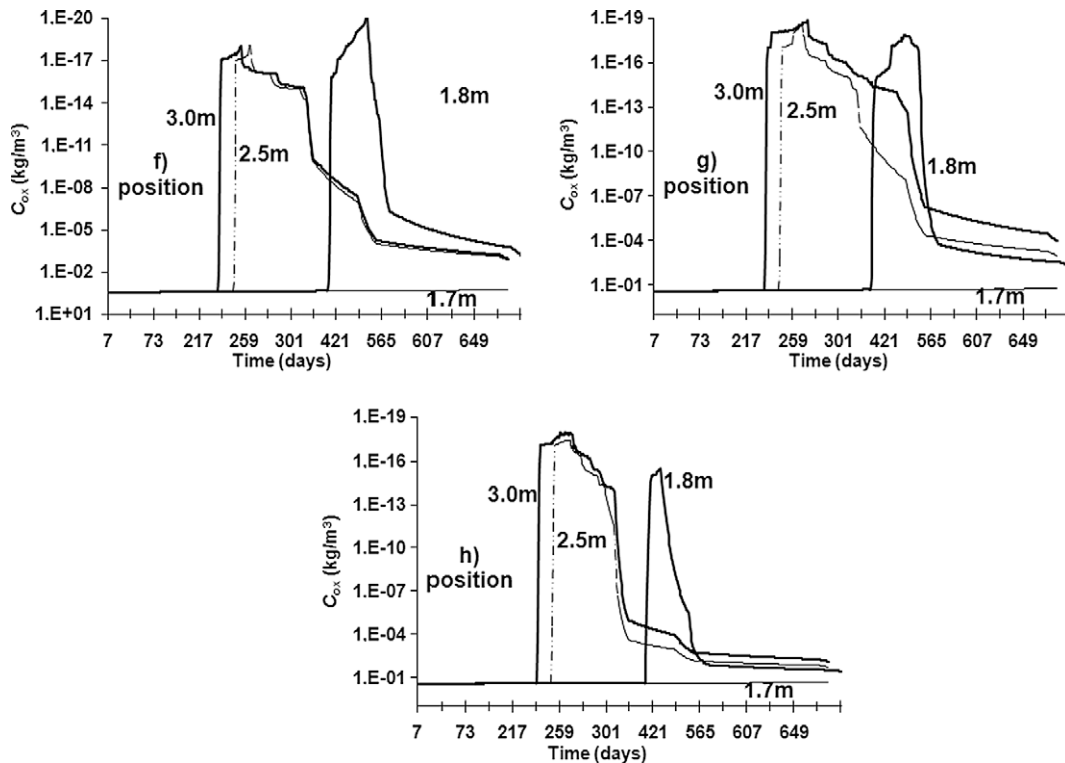 1.E-20
1.E-17
1.E-14
1.E-11
1.E-08
1.E-05
1.E-02
1.E+01
Cox (kg/m³)
3.0m
2.5m
1.8m
1.7m
f)
position
7 73 217 259 301 421 565 607 649
Time (days)
1.E-19
1.E-16
1.E-13
1.E-10
1.E-07
1.E-04
1.E-01
Cox (kg/m³)
3.0m
2.5m
1.8m
1.7m
g)
position
7 73 217 259 301 421 565 607 649
Time (days)
1.E-19
1.E-16
1.E-13
1.E-10
1.E-07
1.E-04
1.E-01
Cox (kg/m³)
3.0m
2.5m
1.8m
1.7m
h)
position
7 73 217 259 301 421 565 607 649
Time (days)